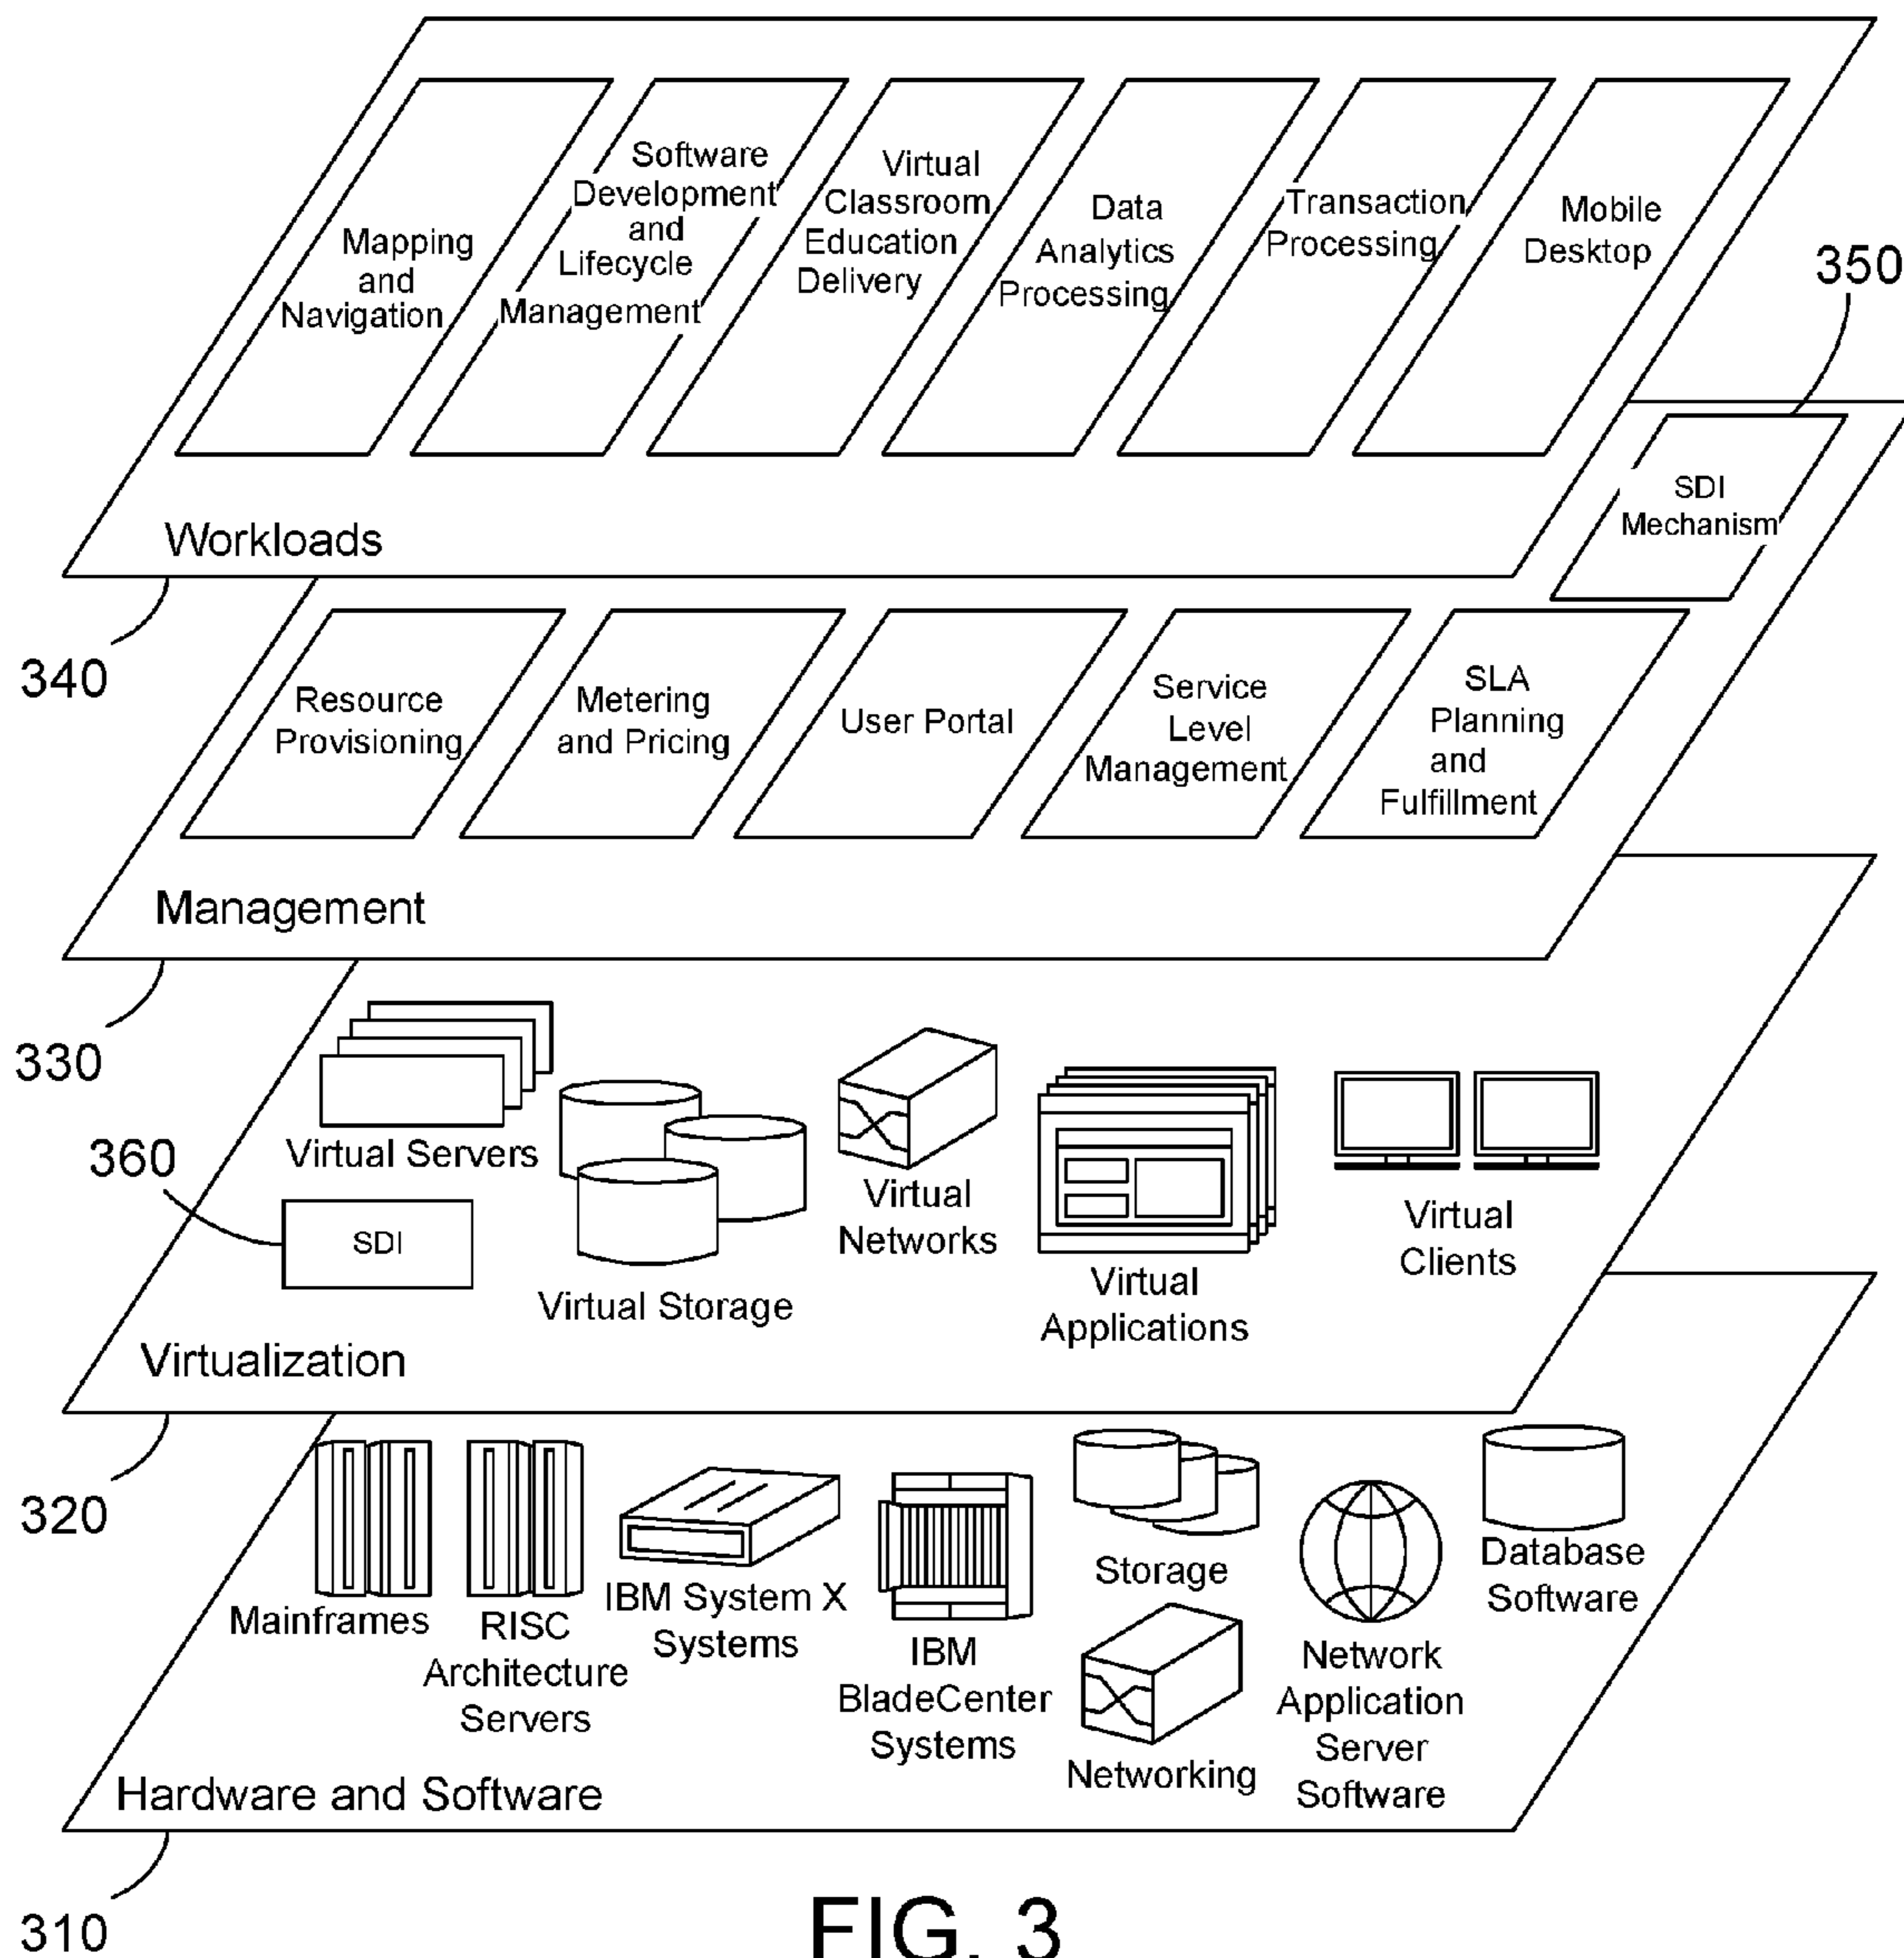 Mapping
and
Navigation
Software
Development
and
Lifecycle
Management
Virtual
Classroom
Education
Delivery
Data
Analytics
Processing
Transaction
Processing
Mobile
Desktop
350
SDI
Mechanism
Workloads
340
Resource
Provisioning
Metering
and Pricing
User Portal
Service
Level
Management
SLA
Planning
and
Fulfillment
Management
330
Virtual Servers
360
SDI
Virtual Storage
Virtual
Networks
Virtual
Applications
Virtual
Clients
Virtualization
320
Mainframes
RISC
Architecture
Servers
IBM System X
Systems
IBM
BladeCenter
Systems
Storage
Networking
Network
Application
Server
Software
Database
Software
Hardware and Software
310
FIG. 3